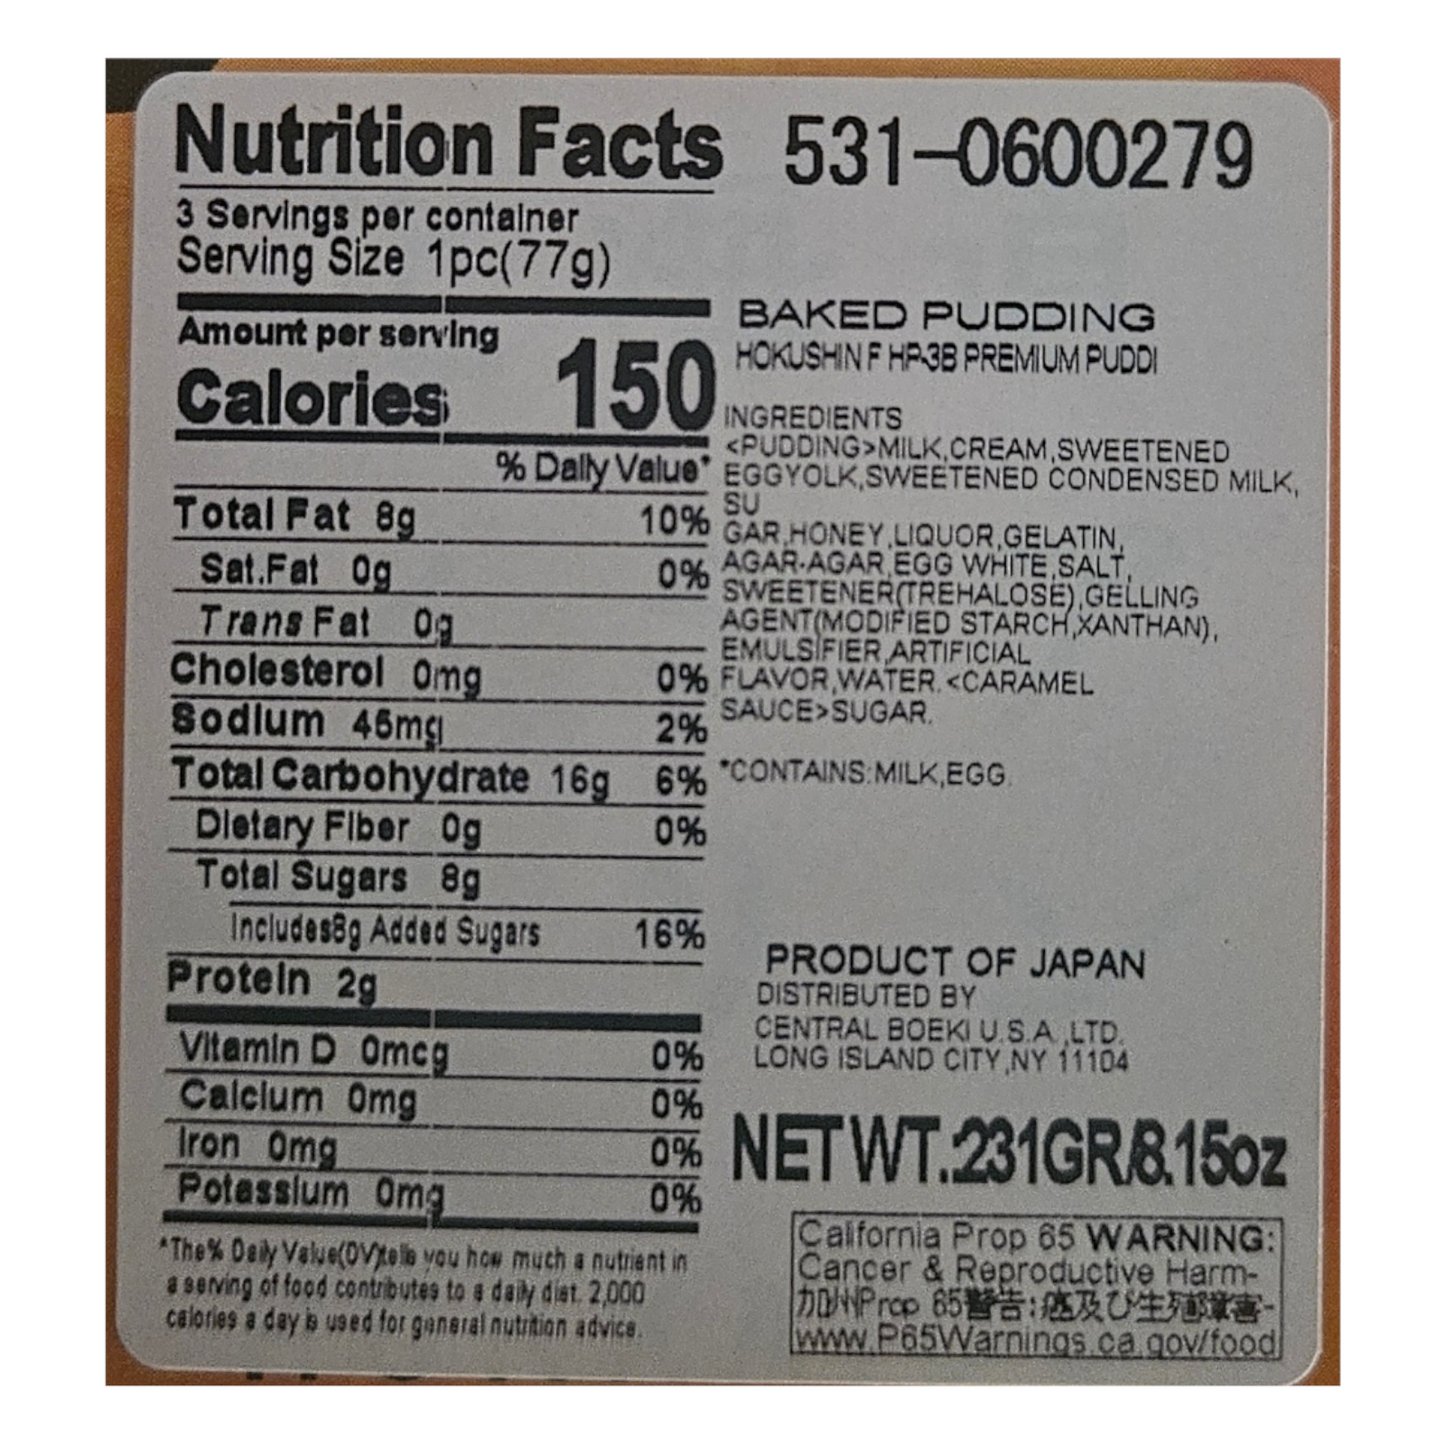 Nutrition Facts
531-0600279
3 Servings per container
Serving Size 1pc(77g)
Amount per serving
Calories 150
% Daily Value*
Total Fat 8g 10%
Sat.Fat 0g 0%
Trans Fat 0g
Cholesterol 0mg 0%
Sodium 45mg 2%
Total Carbohydrate 16g 6%
Dietary Fiber 0g 0%
Total Sugars 8g
Includes8g Added Sugars 16%
Protein 2g
Vitamin D 0mcg 0%
Calcium 0mg 0%
Iron 0mg 0%
Potassium 0mg 0%
*The% Daily Value(DV)tells you how much a nutrient in
a serving of food contributes to a daily diet. 2,000
calories a day is used for general nutrition advice.
BAKED PUDDING
HOKUSHIN F HP-3B PREMIUM PUDDI
INGREDIENTS
<PUDDING>MILK,CREAM,SWEETENED
EGGYOLK,SWEETENED CONDENSED MILK,
SU
GAR,HONEY,LIQUOR,GELATIN,
AGAR-AGAR,EGG WHITE,SALT,
SWEETENER(TREHALOSE),GELLING
AGENT(MODIFIED STARCH,XANTHAN),
EMULSIFIER,ARTIFICIAL
FLAVOR,WATER.<CARAMEL
SAUCE>SUGAR.
*CONTAINS:MILK,EGG.
PRODUCT OF JAPAN
DISTRIBUTED BY
CENTRAL BOEKI U.S.A.,LTD.
LONG ISLAND CITY,NY 11104
NET WT.231GR/8.15oz
California Prop 65 WARNING:
Cancer & Reproductive Harm-
加州Prop 65警告:癌及び生殖障害-
www.P65Warnings.ca.gov/food